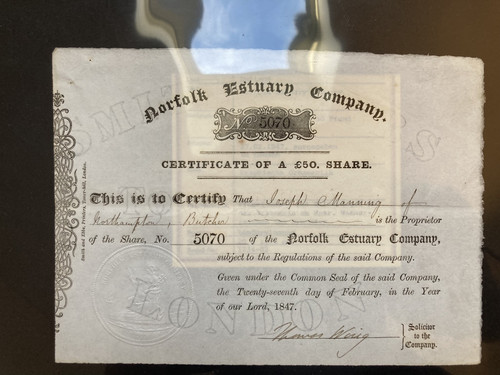 Norfolk Estuary Company.
No. 5070
CERTIFICATE OF A £50. SHARE.
This is to Certify That Joseph Manning of
Northampton, Butcher is the Proprietor
of the Share, No. 5070 of the Norfolk Estuary Company,
subject to the Regulations of the said Company.
Given under the Common Seal of the said Company,
the Twenty-seventh day of February, in the Year
of our Lord, 1847.
Thomas Wing
Solicitor
to the
Company.
LONDON